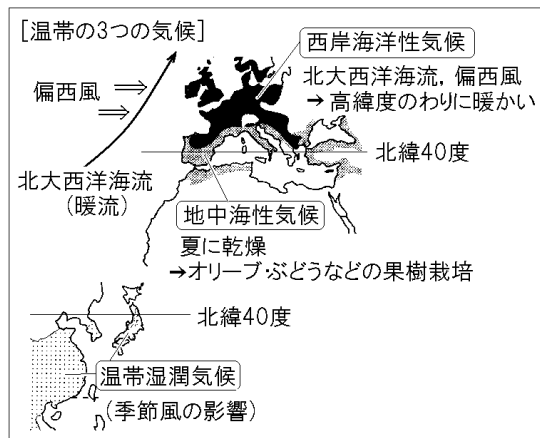 [温帯の3つの気候]
西岸海洋性気候
北大西洋海流，偏西風
→ 高緯度のわりに暖かい
偏西風
北緯40度
北大西洋海流
(暖流)
地中海性気候
夏に乾燥
→オリーブ・ぶどうなどの果樹栽培
北緯40度
温帯湿潤気候
(季節風の影響)